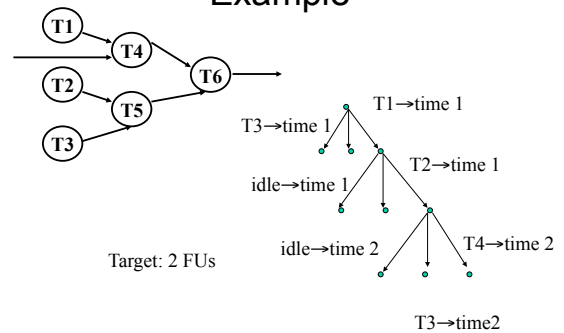 Example
T1
T4
T2
T6
T5
T3
T1→time 1
T3→time 1
T2→time 1
idle→time 1
idle→time 2
T4→time 2
Target: 2 FUs
T3→time2